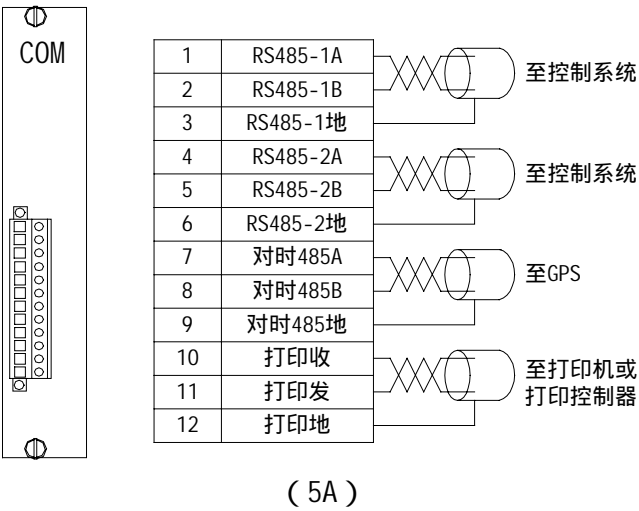 COM
1 RS485-1A
2 RS485-1B
3 RS485-1地
4 RS485-2A
5 RS485-2B
6 RS485-2地
7 对时485A
8 对时485B
9 对时485地
10 打印收
11 打印发
12 打印地
至控制系统
至控制系统
至GPS
至打印机或
打印控制器
(5A)